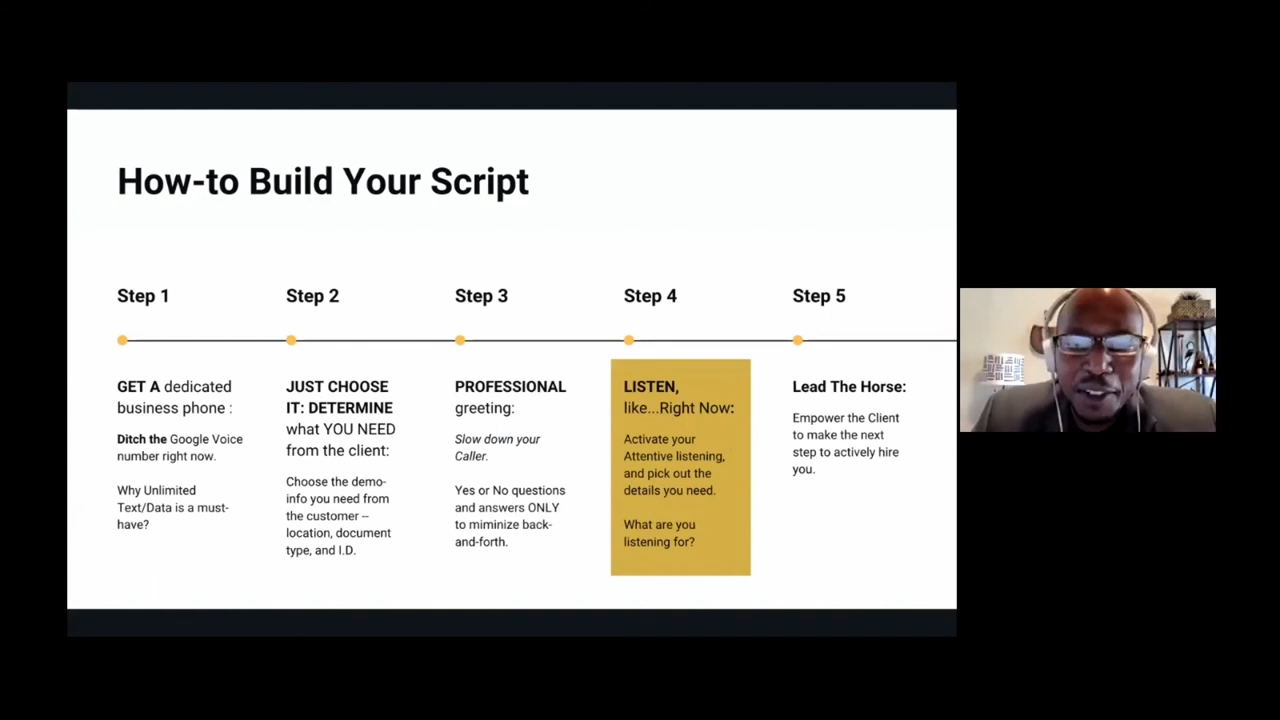 How-to Build Your Script
Step 1
GET A dedicated
business phone :
Ditch the Google Voice
number right now.
Why Unlimited
Text/Data is a must-
have?
Step 2
JUST CHOOSE
IT: DETERMINE
what YOU NEED
from the client:
Choose the demo-
info you need from
the customer --
location, document
type, and I.D.
Step 3
PROFESSIONAL
greeting:
Slow down your
Caller.
Yes or No questions
and answers ONLY
to miminize back-
and-forth.
Step 4
LISTEN,
like...Right Now:
Activate your
Attentive listening,
and pick out the
details you need.
What are you
listening for?
Step 5
Lead The Horse:
Empower the Client
to make the next
step to actively hire
you.